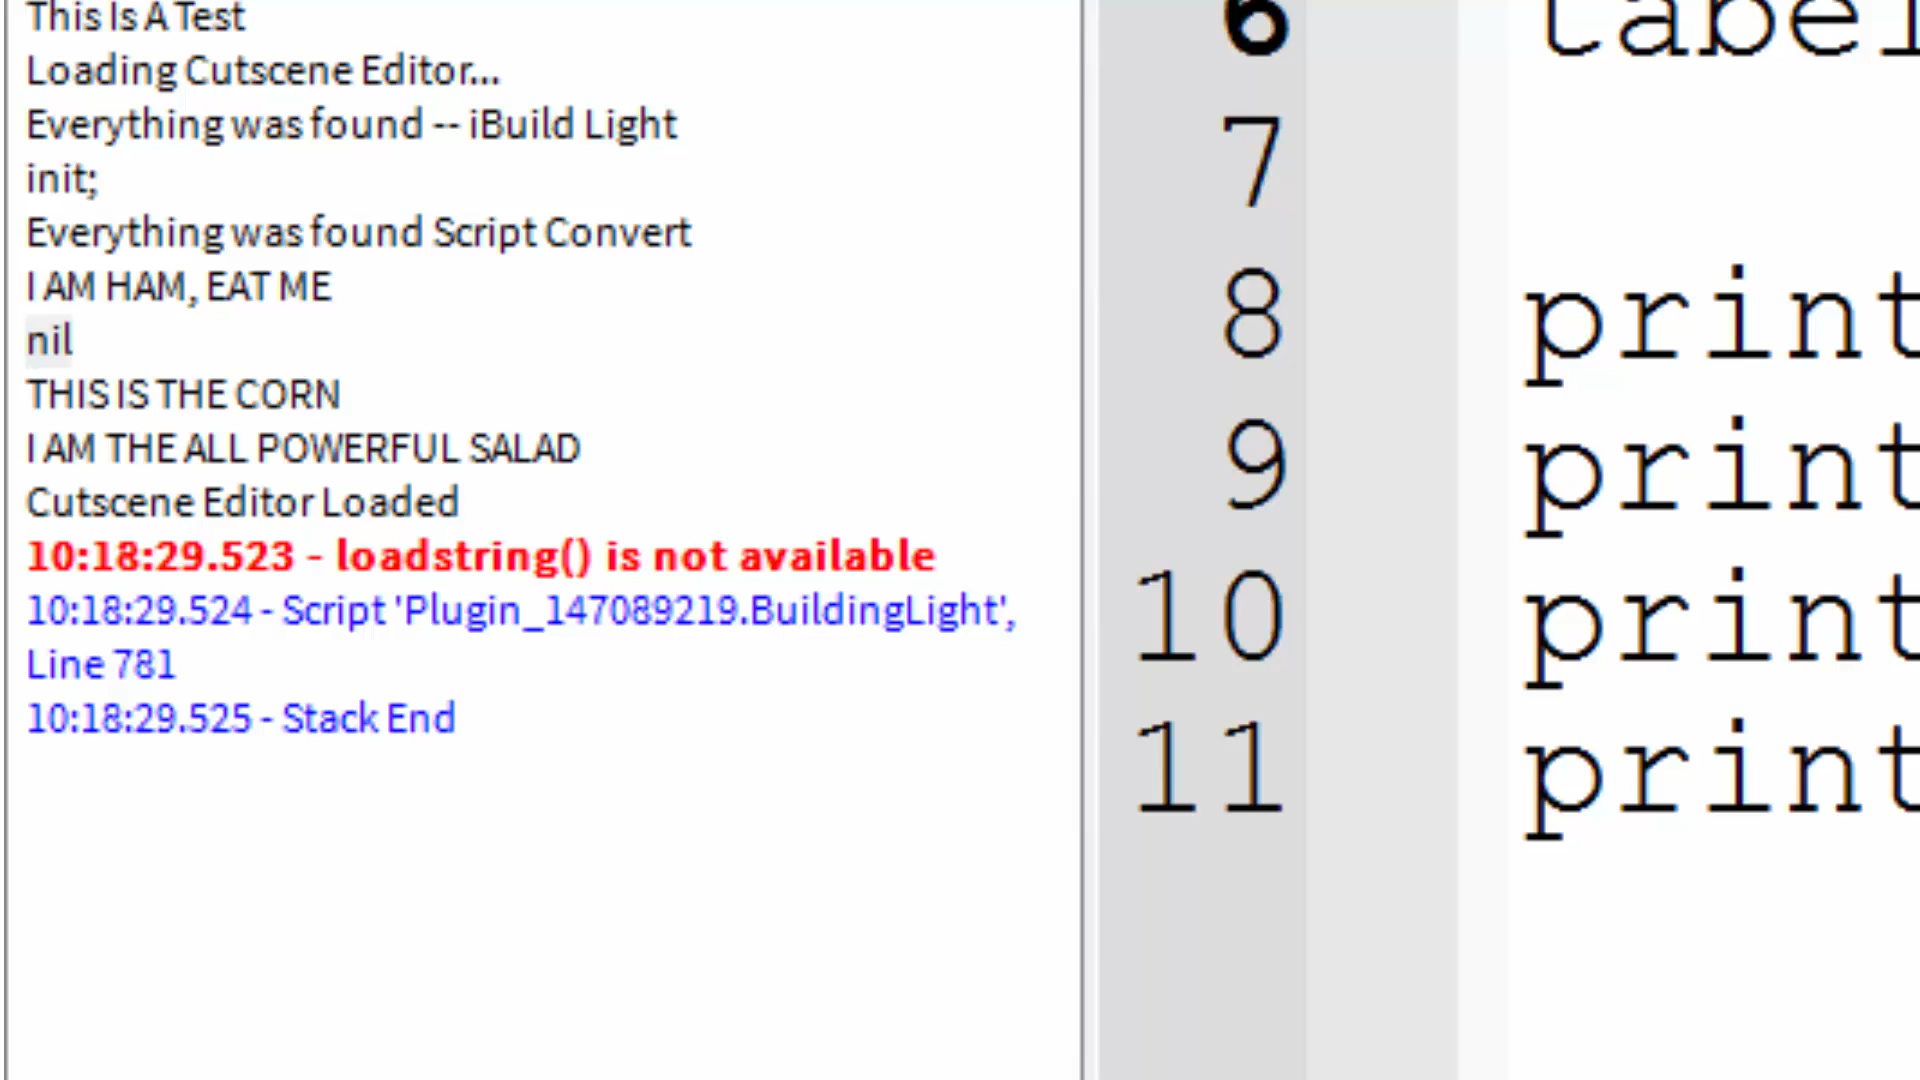 This Is A Test
Loading Cutscene Editor...
Everything was found -- iBuild Light
init;
Everything was found Script Convert
I AM HAM, EAT ME
nil
THIS IS THE CORN
I AM THE ALL POWERFUL SALAD
Cutscene Editor Loaded
10:18:29.523 - loadstring() is not available
10:18:29.524 - Script 'Plugin_147089219.BuildingLight',
Line 781
10:18:29.525 - Stack End
6
7
8 print
9 print
10 print
11 print